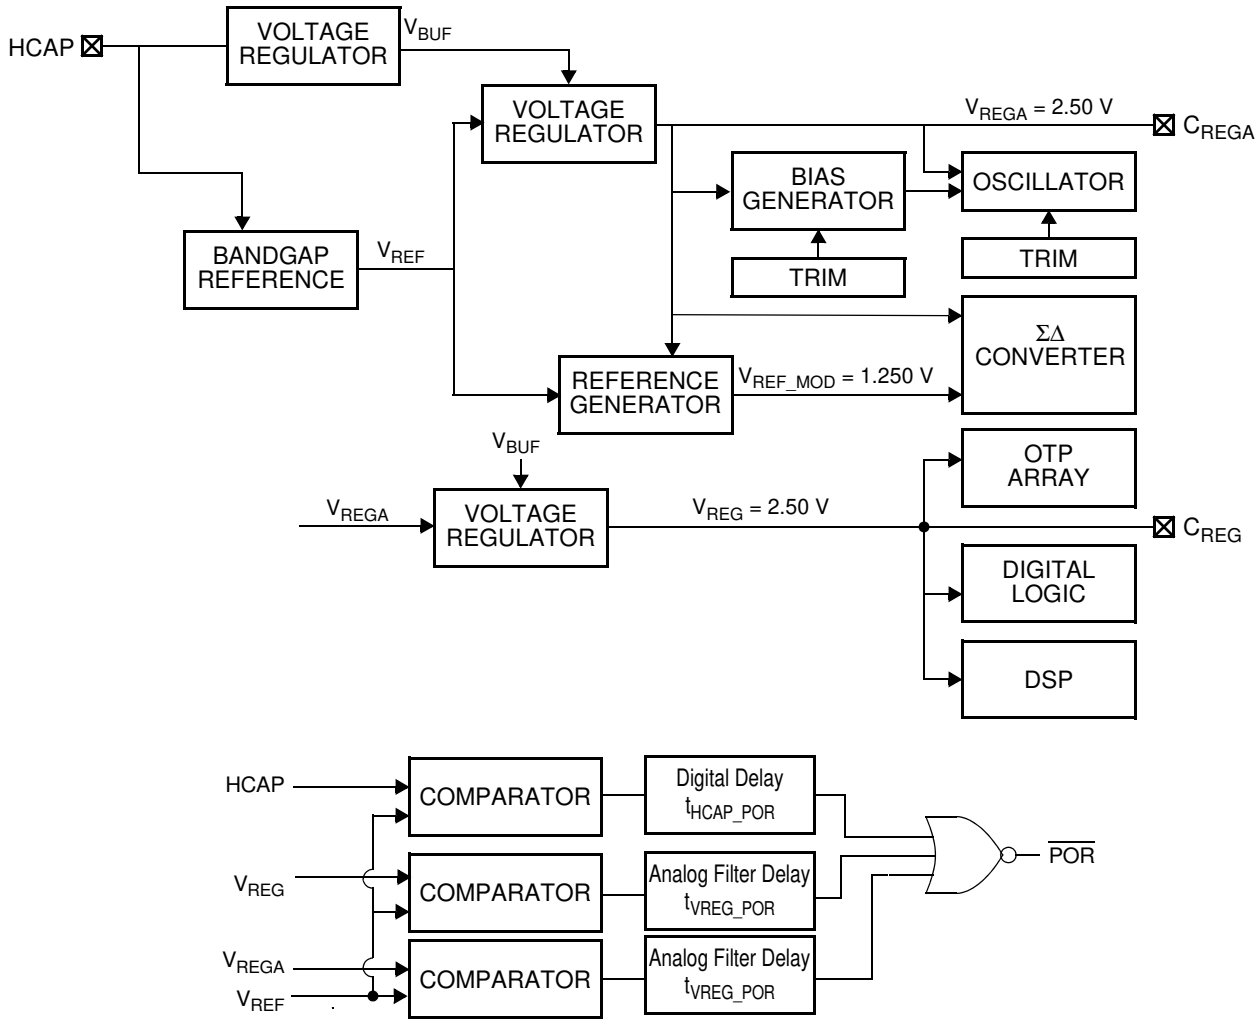 HCAP
VOLTAGE
REGULATOR
VBUF
VOLTAGE
REGULATOR
VREGA = 2.50 V
CREGA
BIAS
GENERATOR
OSCILLATOR
BANDGAP
REFERENCE
VREF
TRIM
TRIM
ΣΔ
CONVERTER
REFERENCE
GENERATOR
VREF_MOD = 1.250 V
VBUF
OTP
ARRAY
VREGA
VOLTAGE
REGULATOR
VREG = 2.50 V
CREG
DIGITAL
LOGIC
DSP
HCAP
COMPARATOR
Digital Delay
tHCAP_POR
POR
VREG
COMPARATOR
Analog Filter Delay
tVREG_POR
VREGA
VREF
COMPARATOR
Analog Filter Delay
tVREG_POR